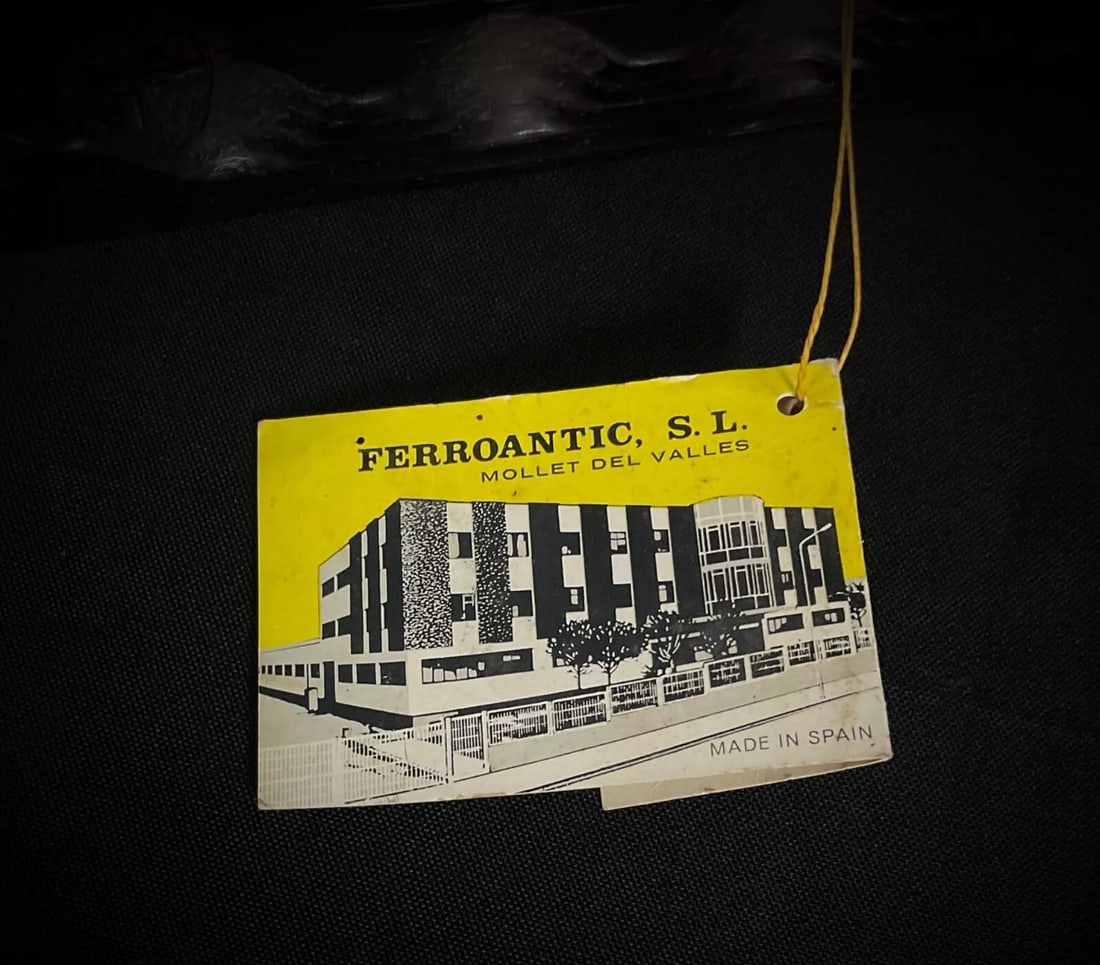 FERROANTIC, S. L.
MOLLET DEL VALLES
MADE IN SPAIN